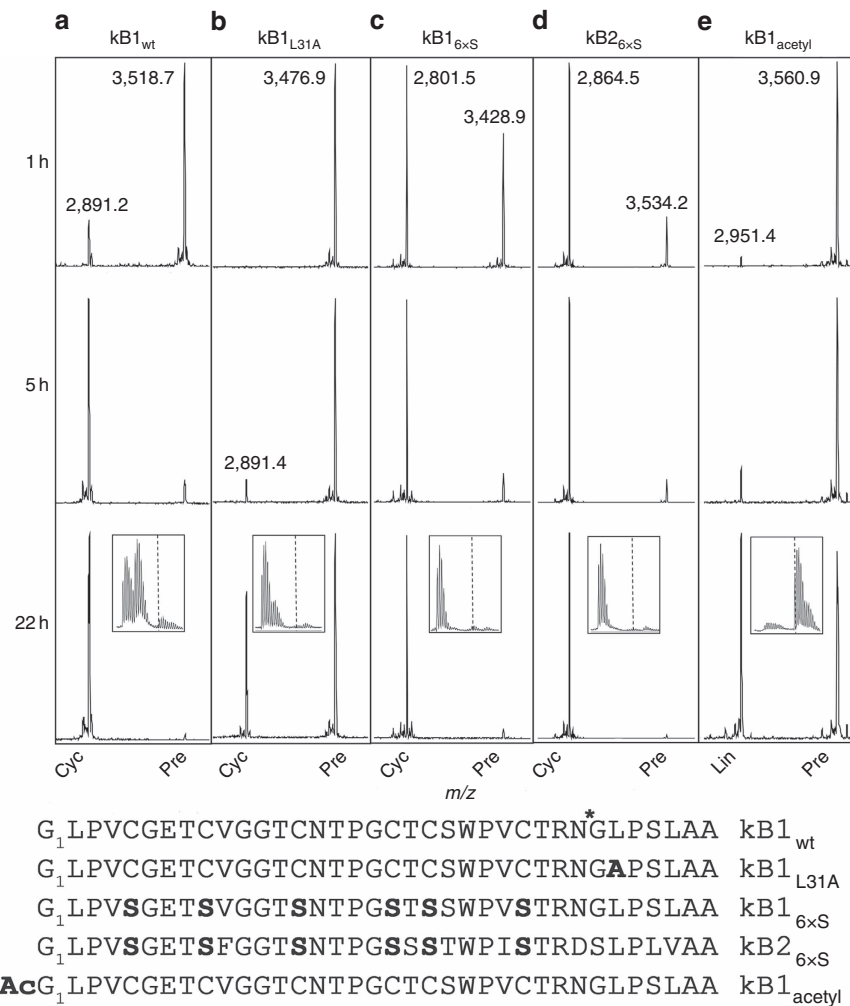 a b c d e
kB1wt kB1L31A kB16×S kB26×S kB1acetyl
1 h
3,518.7 3,476.9 2,801.5 2,864.5 3,560.9
3,428.9
2,891.2 3,534.2 2,951.4
5 h
2,891.4
22 h
Cyc Pre Cyc Pre Cyc Pre Cyc Pre Lin Pre
m/z
*
G1LPVCGETCVGGTCNTPGCTCSWPVCTRNGLPSLAA kB1wt
G1LPVCGETCVGGTCNTPGCTCSWPVCTRNGALPSLAA kB1L31A
G1LPVSGETSVGGTSNTPGSTSSWPVSTRNGLPSLAA kB16×S
G1LPVSGETSFGGTSNTPGSSSTWPISTRDSLPLVAA kB26×S
AcG1LPVCGETCVGGTCNTPGCTCSWPVCTRNGLPSLAA kB1acetyl